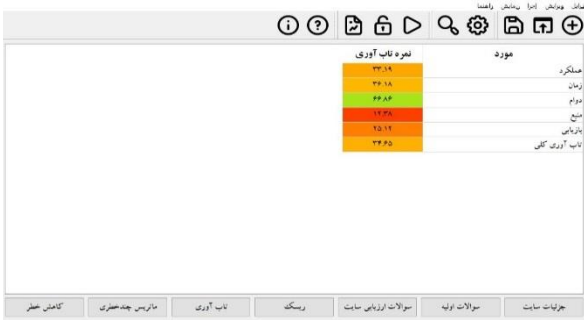 فایل ویرایش اجرا نمایش راهنما
مورد نمره تاب آوری
عملکرد ۳۳.۱۹
زمان ۳۶.۱۸
دوام ۶۶.۸۶
منبع ۱۲.۳۸
بازیابی ۲۵.۱۲
تاب آوری کلی ۳۴.۶۵
جزئیات سایت سوالات اولیه سوالات ارزیابی سایت ریسک تاب آوری ماتریس چندخطری کاهش خطر